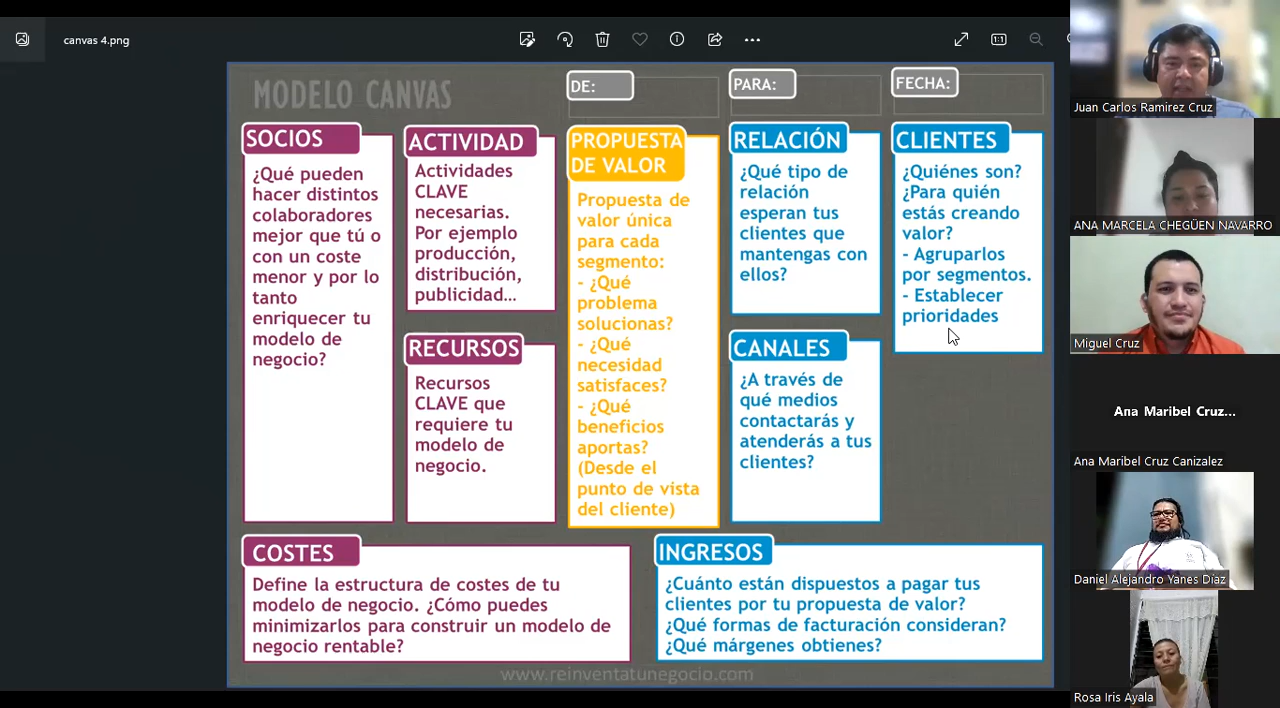 canvas 4.png
MODELO CANVAS
DE:
PARA:
FECHA:
SOCIOS
¿Qué pueden
hacer distintos
colaboradores
mejor que tú o
con un coste
menor y por lo
tanto
enriquecer tu
modelo de
negocio?
ACTIVIDAD
Actividades
CLAVE
necesarias.
Por ejemplo
producción,
distribución,
publicidad...
RECURSOS
Recursos
CLAVE que
requiere tu
modelo de
negocio.
PROPUESTA
DE VALOR
Propuesta de
valor única
para cada
segmento:
- ¿Qué
problema
solucionas?
- ¿Qué
necesidad
satisfaces?
- ¿Qué
beneficios
aportas?
(Desde el
punto de vista
del cliente)
RELACIÓN
¿Qué tipo de
relación
esperan tus
clientes que
mantengas con
ellos?
CANALES
¿A través de
qué medios
contactarás y
atenderás a tus
clientes?
CLIENTES
¿Quiénes son?
¿Para quién
estás creando
valor?
- Agruparlos
por segmentos.
- Establecer
prioridades
COSTES
Define la estructura de costes de tu
modelo de negocio. ¿Cómo puedes
minimizarlos para construir un modelo de
negocio rentable?
INGRESOS
¿Cuánto están dispuestos a pagar tus
clientes por tu propuesta de valor?
¿Qué formas de facturación consideran?
¿Qué márgenes obtienes?
www.reinventatunegocio.com
Juan Carlos Ramirez Cruz
ANA MARCELA CHEGÜEN NAVARRO
Miguel Cruz
Ana Maribel Cruz...
Ana Maribel Cruz Canizalez
Daniel Alejandro Yanes Díaz
Rosa Iris Ayala